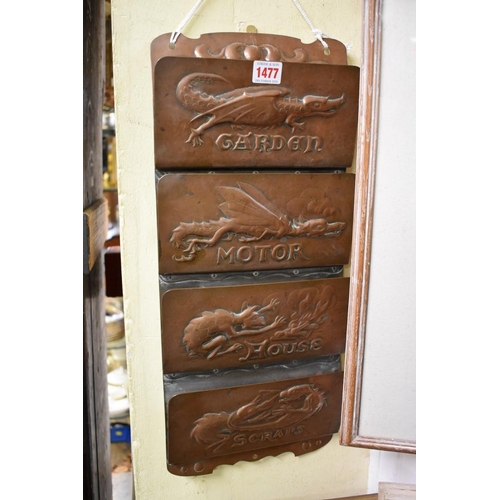 1477
GARDEN
MOTOR
HOUSE
SCRAPS